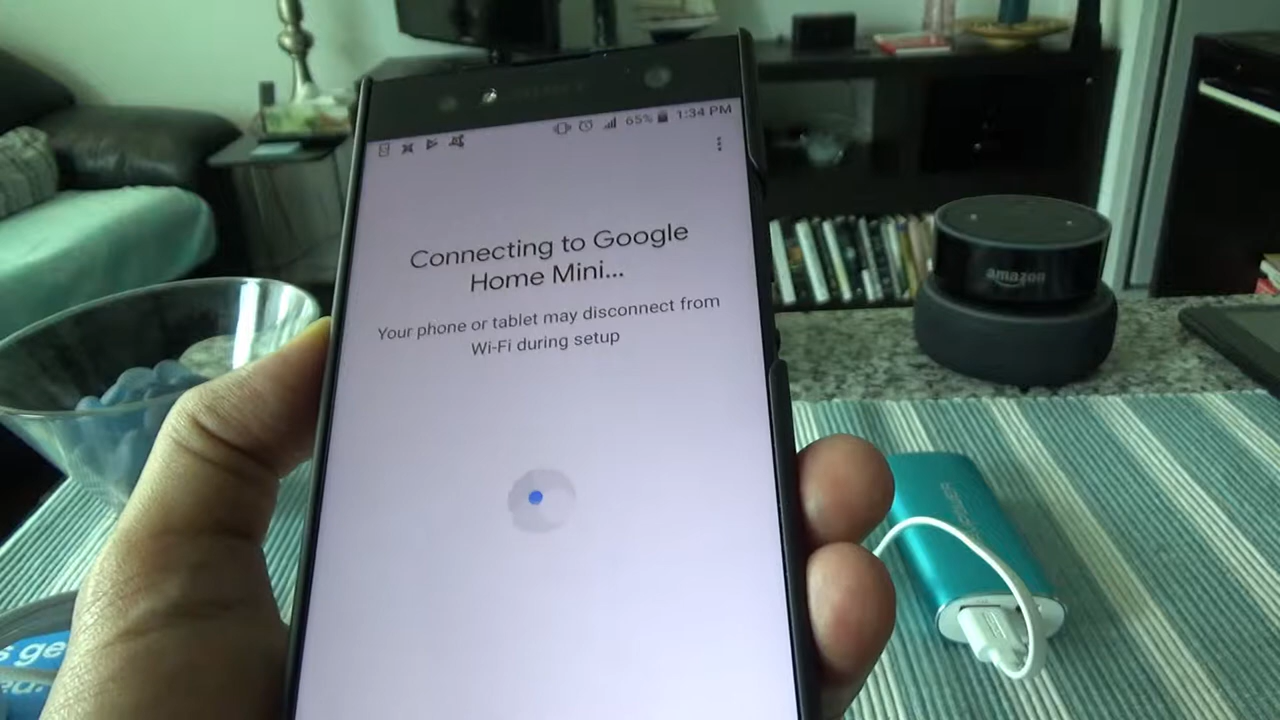 65% 1:34 PM
Connecting to Google
Home Mini...
Your phone or tablet may disconnect from
Wi-Fi during setup
amazon
s ge